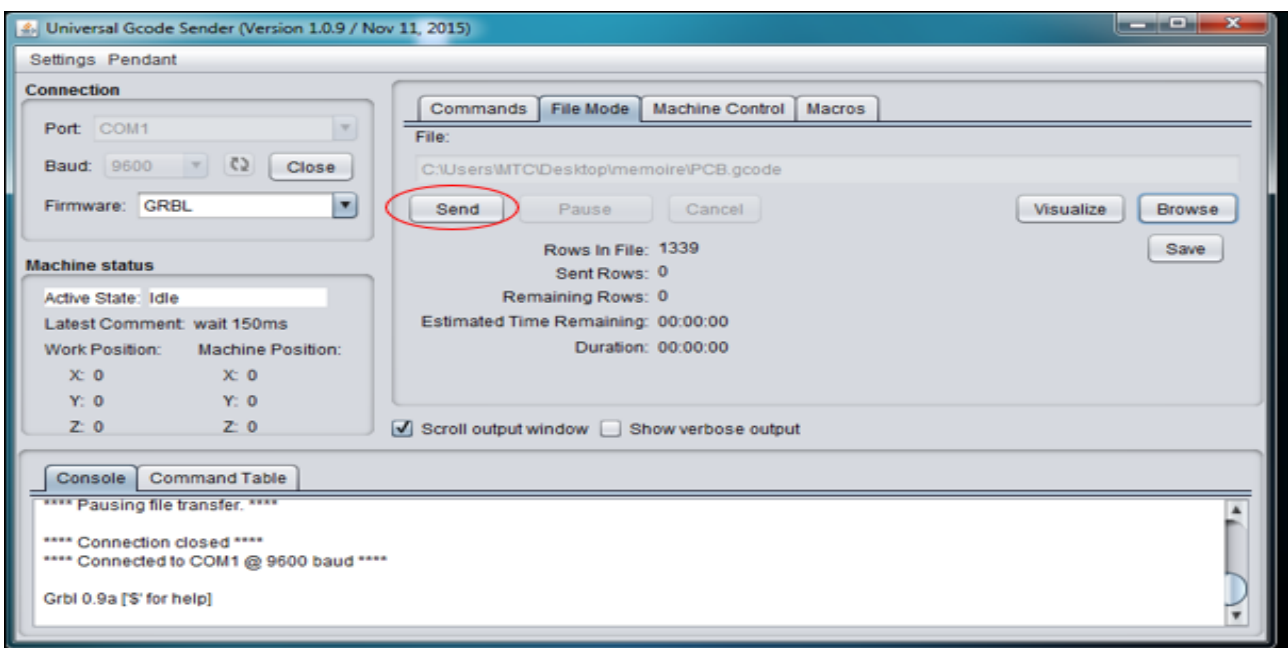 Universal Gcode Sender (Version 1.0.9 / Nov 11, 2015)
Settings Pendant
Connection
Port: COM1
Baud: 9600 Close
Firmware: GRBL
Machine status
Active State: Idle
Latest Comment: wait 150ms
Work Position: Machine Position:
X: 0 X: 0
Y: 0 Y: 0
Z: 0 Z: 0
Commands File Mode Machine Control Macros
File:
C:\Users\MTC\Desktop\memoire\PCB.gcode
Send Pause Cancel Visualize Browse
Save
Rows In File: 1339
Sent Rows: 0
Remaining Rows: 0
Estimated Time Remaining: 00:00:00
Duration: 00:00:00
Scroll output window Show verbose output
Console Command Table
**** Pausing file transfer. ****
**** Connection closed ****
**** Connected to COM1 @ 9600 baud ****
Grbl 0.9a ['$' for help]